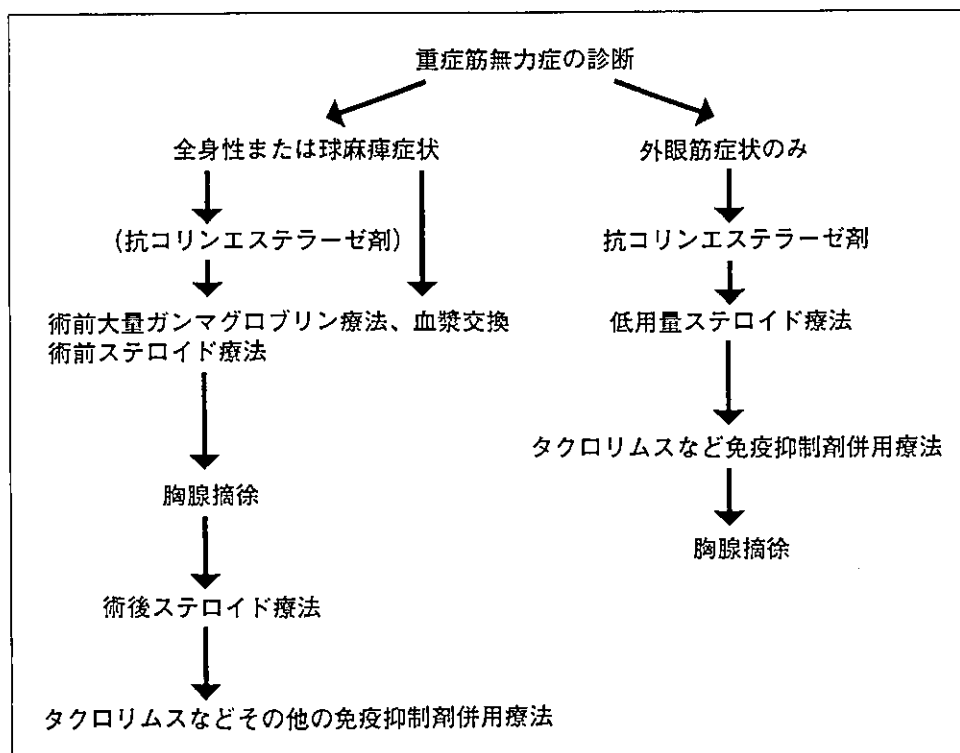 重症筋無力症の診断
全身性または球麻痺症状
外眼筋症状のみ
(抗コリンエステラーゼ剤)
抗コリンエステラーゼ剤
術前大量ガンマグロブリン療法、血漿交換
術前ステロイド療法
低用量ステロイド療法
タクロリムスなど免疫抑制剤併用療法
胸腺摘徐
胸腺摘徐
術後ステロイド療法
タクロリムスなどその他の免疫抑制剤併用療法